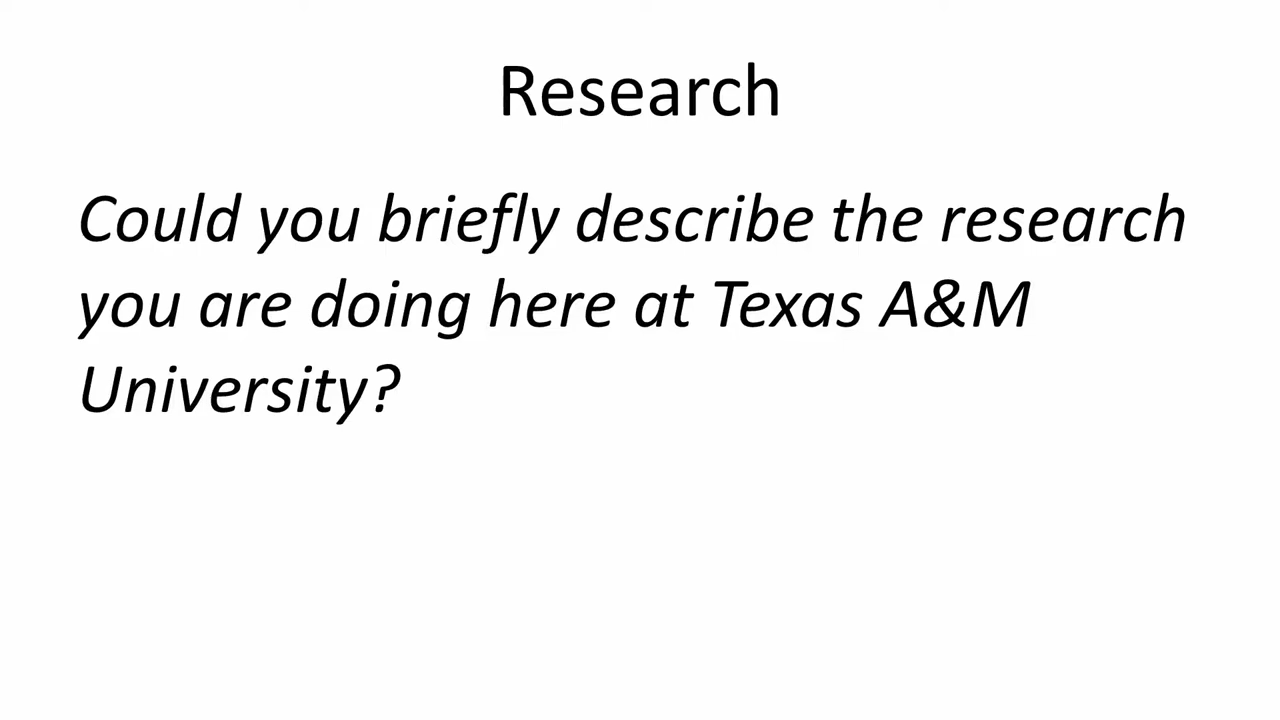 Research
Could you briefly describe the research
you are doing here at Texas A&M
University?